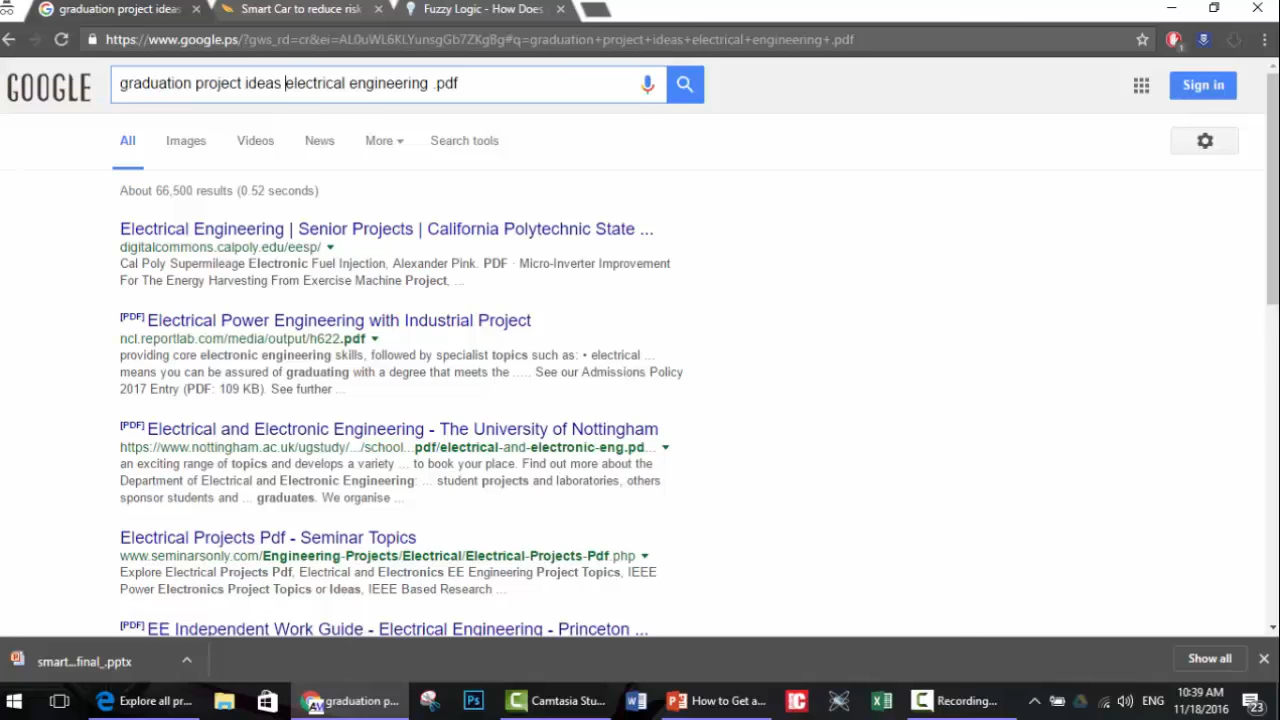 graduation project ideas
Smart Car to reduce risk
Fuzzy Logic - How Does
https://www.google.ps/?gws_rd=cr&ei=AL0uWL6KLYunsgGb7ZKgBg#q=graduation+project+ideas+electrical+engineering+.pdf
1
GOOGLE
graduation project ideas electrical engineering .pdf
Sign in
All Images Videos News More Search tools
About 66,500 results (0.52 seconds)
Electrical Engineering | Senior Projects | California Polytechnic State ...
digitalcommons.calpoly.edu/eesp/
Cal Poly Supermileage Electronic Fuel Injection, Alexander Pink. PDF · Micro-Inverter Improvement
For The Energy Harvesting From Exercise Machine Project, ...
[PDF] Electrical Power Engineering with Industrial Project
ncl.reportlab.com/media/output/h622.pdf
providing core electronic engineering skills, followed by specialist topics such as: • electrical ...
means you can be assured of graduating with a degree that meets the ..... See our Admissions Policy
2017 Entry (PDF: 109 KB). See further ...
[PDF] Electrical and Electronic Engineering - The University of Nottingham
https://www.nottingham.ac.uk/ugstudy/.../school...pdf/electrical-and-electronic-eng.pd...
an exciting range of topics and develops a variety ... to book your place. Find out more about the
Department of Electrical and Electronic Engineering: ... student projects and laboratories, others
sponsor students and ... graduates. We organise ...
Electrical Projects Pdf - Seminar Topics
www.seminarsonly.com/Engineering-Projects/Electrical/Electrical-Projects-Pdf.php
Explore Electrical Projects Pdf, Electrical and Electronics EE Engineering Project Topics, IEEE
Power Electronics Project Topics or Ideas, IEEE Based Research ...
[PDF] EE Independent Work Guide - Electrical Engineering - Princeton ...
smart....final_.pptx
Show all
Explore all pr...
graduation p...
Camtasia Stu...
How to Get a...
Recording...
ENG
10:39 AM
11/18/2016
23